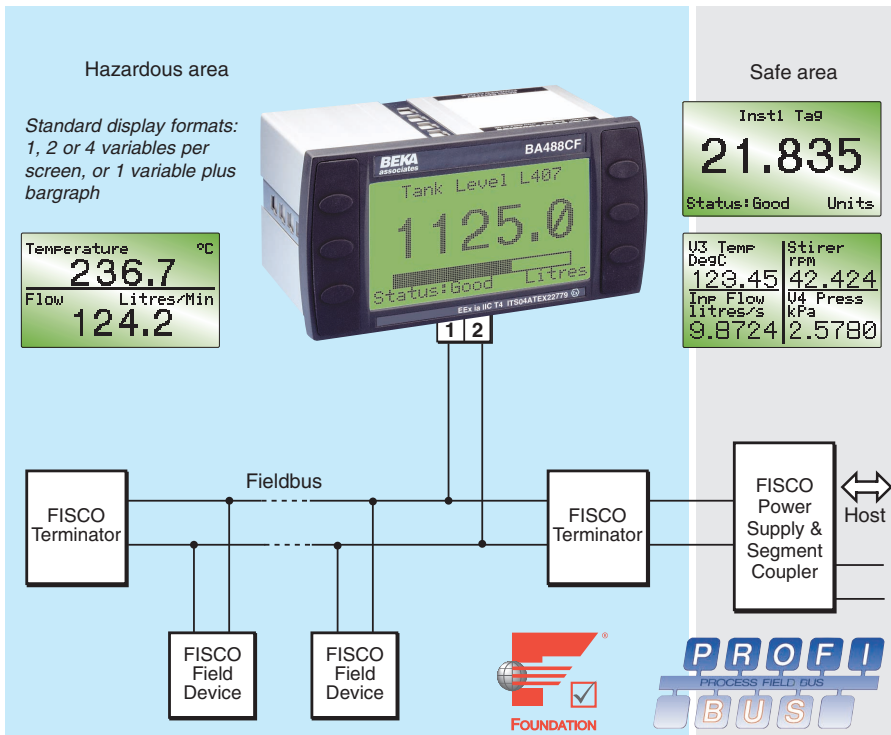 Hazardous area
Safe area
Standard display formats:
1, 2 or 4 variables per
screen, or 1 variable plus
bargraph
Temperature ºC
236.7
Flow Litres/Min
124.2
BEKA
associates
BA488CF
Tank Level L407
1125.0
Status:Good Litres
EEx ia IIC T4 ITS04ATEX22779
1 2
Inst1 Tag
21.835
Status:Good Units
V3 Temp
DegC
129.45
Stirer
rpm
42.424
Inp Flow
litres/s
9.8724
V4 Press
kPa
2.5780
Fieldbus
FISCO
Terminator
FISCO
Terminator
FISCO
Power
Supply &
Segment
Coupler
Host
FISCO
Field
Device
FISCO
Field
Device
FOUNDATION
®
PROFI
PROCESS FIELD BUS
BUS